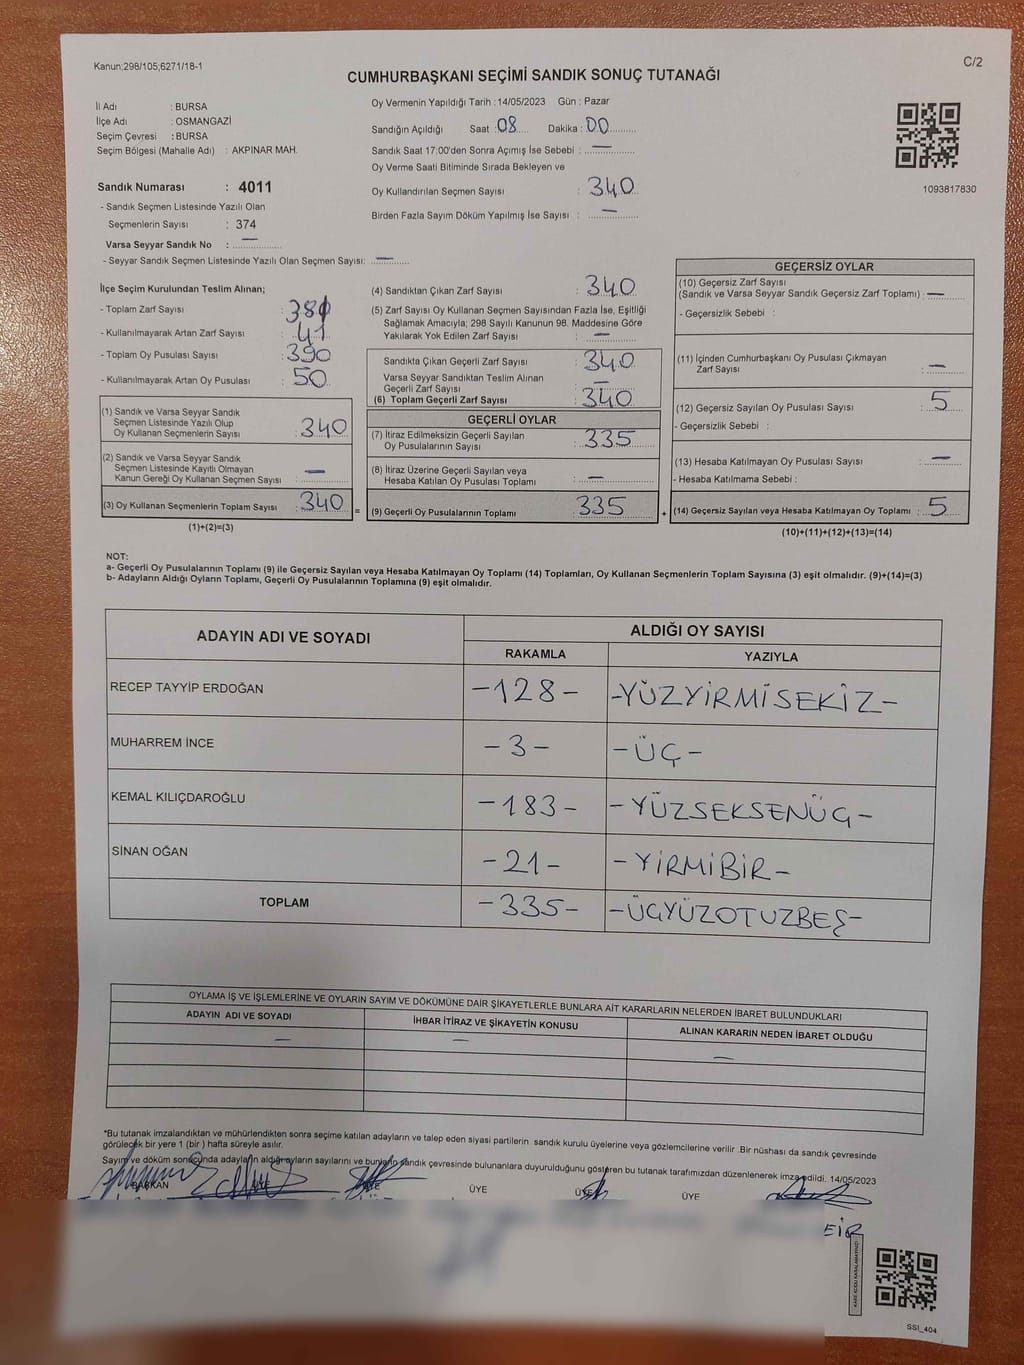 Kanun;298/105;6271/18-1
C/2
CUMHURBAŞKANI SEÇİMİ SANDIK SONUÇ TUTANAĞI
İl Adı : BURSA
İlçe Adı : OSMANGAZİ
Seçim Çevresi : BURSA
Seçim Bölgesi (Mahalle Adı) : AKPINAR MAH.
Sandık Numarası : 4011
- Sandık Seçmen Listesinde Yazılı Olan
Seçmenlerin Sayısı : 374
Varsa Seyyar Sandık No : —
- Seyyar Sandık Seçmen Listesinde Yazılı Olan Seçmen Sayısı: —
Oy Vermenin Yapıldığı Tarih :14/05/2023 Gün : Pazar
Sandığın Açıldığı Saat :08 Dakika :00
Sandık Saat 17:00'den Sonra Açımış İse Sebebi : —
Oy Verme Saati Bitiminde Sırada Bekleyen ve
Oy Kullandırılan Seçmen Sayısı : 340
Birden Fazla Sayım Döküm Yapılmış İse Sayısı : —
1093817830
İlçe Seçim Kurulundan Teslim Alınan;
- Toplam Zarf Sayısı : 381
- Kullanılmayarak Artan Zarf Sayısı : 41
- Toplam Oy Pusulası Sayısı : 390
- Kullanılmayarak Artan Oy Pusulası : 50
(1) Sandık ve Varsa Seyyar Sandık
Seçmen Listesinde Yazılı Olup
Oy Kullanan Seçmenlerin Sayısı : 340
(2) Sandık ve Varsa Seyyar Sandık
Seçmen Listesinde Kayıtlı Olmayan
Kanun Gereği Oy Kullanan Seçmen Sayısı : —
(3) Oy Kullanan Seçmenlerin Toplam Sayısı : 340
(1)+(2)=(3)
(4) Sandıktan Çıkan Zarf Sayısı : 340
(5) Zarf Sayısı Oy Kullanan Seçmen Sayısından Fazla İse, Eşitliği
Sağlamak Amacıyla; 298 Sayılı Kanunun 98. Maddesine Göre
Yakılarak Yok Edilen Zarf Sayısı : —
Sandıkta Çıkan Geçerli Zarf Sayısı : 340
Varsa Seyyar Sandıktan Teslim Alınan
Geçerli Zarf Sayısı : —
(6) Toplam Geçerli Zarf Sayısı : 340
GEÇERLİ OYLAR
(7) İtiraz Edilmeksizin Geçerli Sayılan
Oy Pusulalarının Sayısı : 335
(8) İtiraz Üzerine Geçerli Sayılan veya
Hesaba Katılan Oy Pusulası Toplamı : —
= (9) Geçerli Oy Pusulalarının Toplamı : 335
GEÇERSİZ OYLAR
(10) Geçersiz Zarf Sayısı
(Sandık ve Varsa Seyyar Sandık Geçersiz Zarf Toplamı) : —
- Geçersizlik Sebebi :
(11) İçinden Cumhurbaşkanı Oy Pusulası Çıkmayan
Zarf Sayısı : —
(12) Geçersiz Sayılan Oy Pusulası Sayısı : 5
- Geçersizlik Sebebi :
(13) Hesaba Katılmayan Oy Pusulası Sayısı : —
- Hesaba Katılmama Sebebi :
+ (14) Geçersiz Sayılan veya Hesaba Katılmayan Oy Toplamı : 5
(10)+(11)+(12)+(13)=(14)
NOT:
a- Geçerli Oy Pusulalarının Toplamı (9) ile Geçersiz Sayılan veya Hesaba Katılmayan Oy Toplamı (14) Toplamları, Oy Kullanan Seçmenlerin Toplam Sayısına (3) eşit olmalıdır. (9)+(14)=(3)
b- Adayların Aldığı Oyların Toplamı, Geçerli Oy Pusulalarının Toplamına (9) eşit olmalıdır.
ADAYIN ADI VE SOYADI
ALDIĞI OY SAYISI
RAKAMLA YAZIYLA
RECEP TAYYİP ERDOĞAN -128- -YÜZYİRMİSEKİZ-
MUHARREM İNCE -3- -ÜÇ-
KEMAL KILIÇDAROĞLU -183- -YÜZSEKSENÜÇ-
SİNAN OĞAN -21- -YİRMİBİR-
TOPLAM -335- -ÜÇYÜZOTUZBEŞ-
OYLAMA İŞ VE İŞLEMLERİNE VE OYLARIN SAYIM VE DÖKÜMÜNE DAİR ŞİKAYETLERLE BUNLARA AİT KARARLARIN NELERDEN İBARET BULUNDUKLARI
ADAYIN ADI VE SOYADI İHBAR İTİRAZ VE ŞİKAYETİN KONUSU ALINAN KARARIN NEDEN İBARET OLDUĞU
— — —
*Bu tutanak imzalandıktan ve mühürlendikten sonra seçime katılan adayların ve talep eden siyasi partilerin sandık kurulu üyelerine veya gözlemcilerine verilir .Bir nüshası da sandık çevresinde
görülecek bir yere 1 (bir ) hafta süreyle asılır.
Sayım ve döküm sonucunda adayların aldığı oyların sayılarını ve bunların sandık çevresinde bulunanlara duyurulduğunu gösteren bu tutanak tarafımızdan düzenlenerek imza edildi. 14/05/2023
BAŞKAN ÜYE ÜYE ÜYE ÜYE ÜYE
KARE KODU KARALAMAYINIZ!
SSI_404